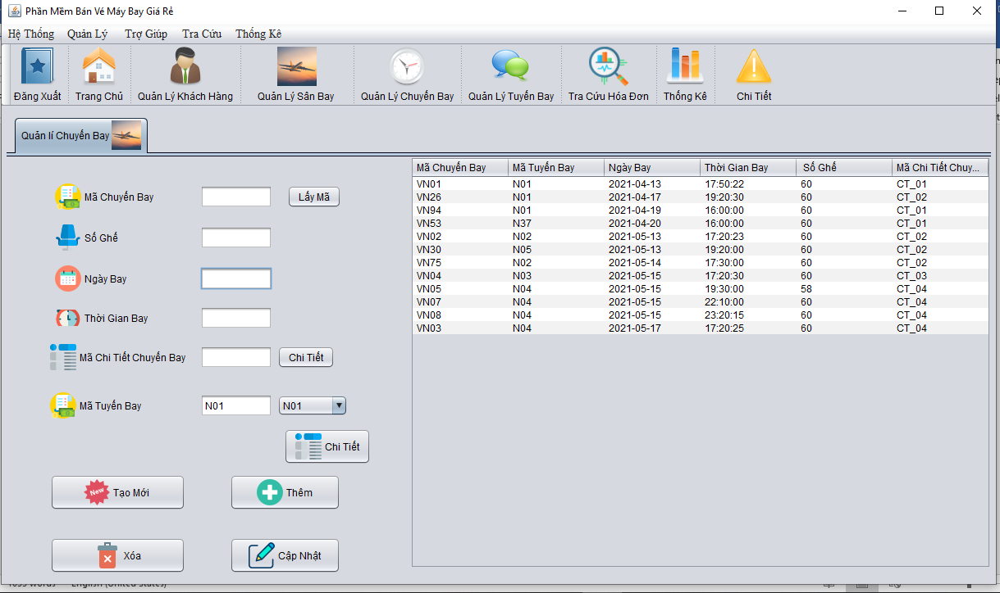 Phần Mềm Bán Vé Máy Bay Giá Rẻ
Hệ Thống Quản Lý Trợ Giúp Tra Cứu Thống Kê
Đăng Xuất Trang Chủ Quản Lý Khách Hàng Quản Lý Sân Bay Quản Lý Chuyến Bay Quản Lý Tuyến Bay Tra Cứu Hóa Đơn Thống Kê Chi Tiết
Quản lí Chuyến Bay
Mã Chuyến Bay Lấy Mã
Số Ghế
Ngày Bay
Thời Gian Bay
Mã Chi Tiết Chuyến Bay Chi Tiết
Mã Tuyến Bay N01 N01
Chi Tiết
New Tạo Mới Thêm
Xóa Cập Nhật
Mã Chuyến Bay Mã Tuyến Bay Ngày Bay Thời Gian Bay Số Ghế Mã Chi Tiết Chuy...
VN01 N01 2021-04-13 17:50:22 60 CT_01
VN26 N01 2021-04-17 19:20:30 60 CT_02
VN94 N01 2021-04-19 16:00:00 60 CT_01
VN53 N37 2021-04-20 16:00:00 60 CT_01
VN02 N02 2021-05-13 17:20:23 60 CT_02
VN30 N05 2021-05-13 19:20:00 60 CT_02
VN75 N02 2021-05-14 17:30:00 60 CT_02
VN04 N03 2021-05-15 17:20:30 60 CT_03
VN05 N04 2021-05-15 19:30:00 58 CT_04
VN07 N04 2021-05-15 22:10:00 60 CT_04
VN08 N04 2021-05-15 23:20:15 60 CT_04
VN03 N04 2021-05-17 17:20:25 60 CT_04
words English (United States)